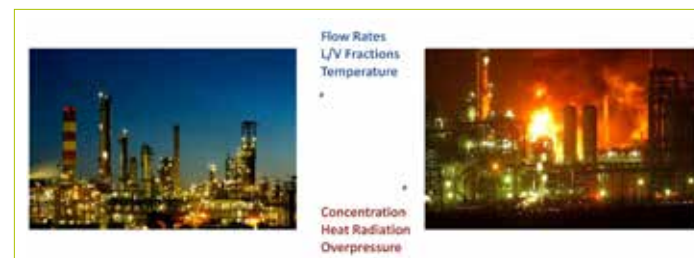 Flow Rates
L/V Fractions
Temperature
Concentration
Heat Radiation
Overpressure